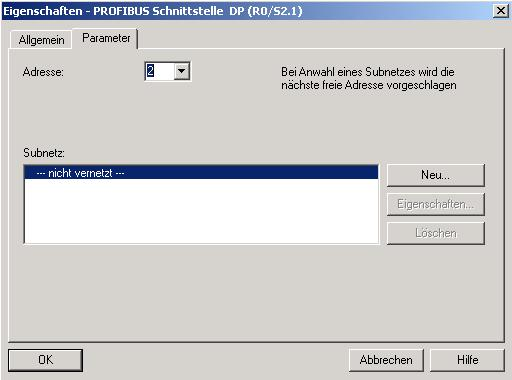 Eigenschaften - PROFIBUS Schnittstelle DP (R0/S2.1)
Allgemein Parameter
Adresse: 2
Bei Anwahl eines Subnetzes wird die
nächste freie Adresse vorgeschlagen
Subnetz:
--- nicht vernetzt ---
Neu...
Eigenschaften...
Löschen
OK Abbrechen Hilfe